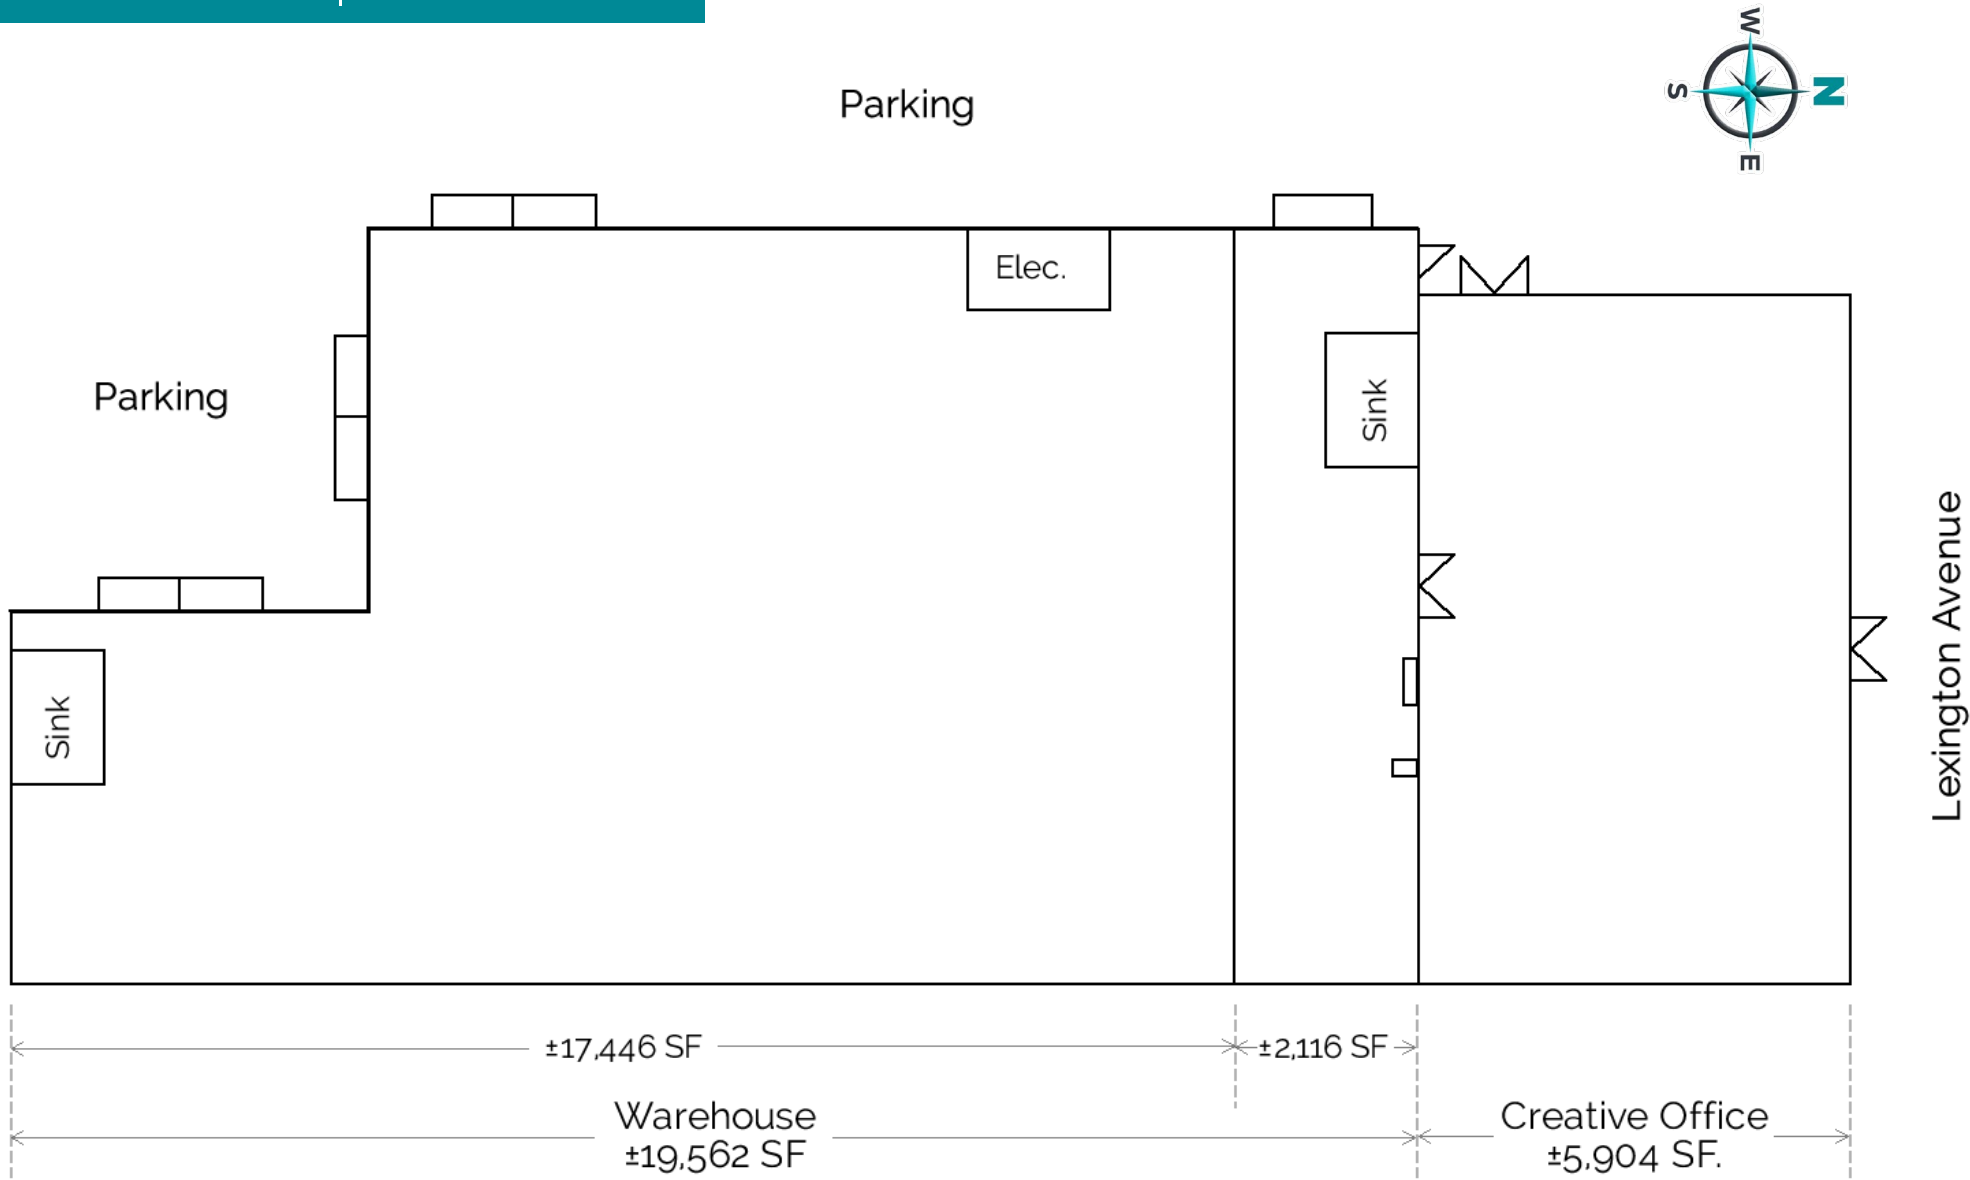 W
S
N
E
Parking
Elec.
Parking
Sink
Sink
Lexington Avenue
±17,446 SF
±2,116 SF
Warehouse
±19,562 SF
Creative Office
±5,904 SF.